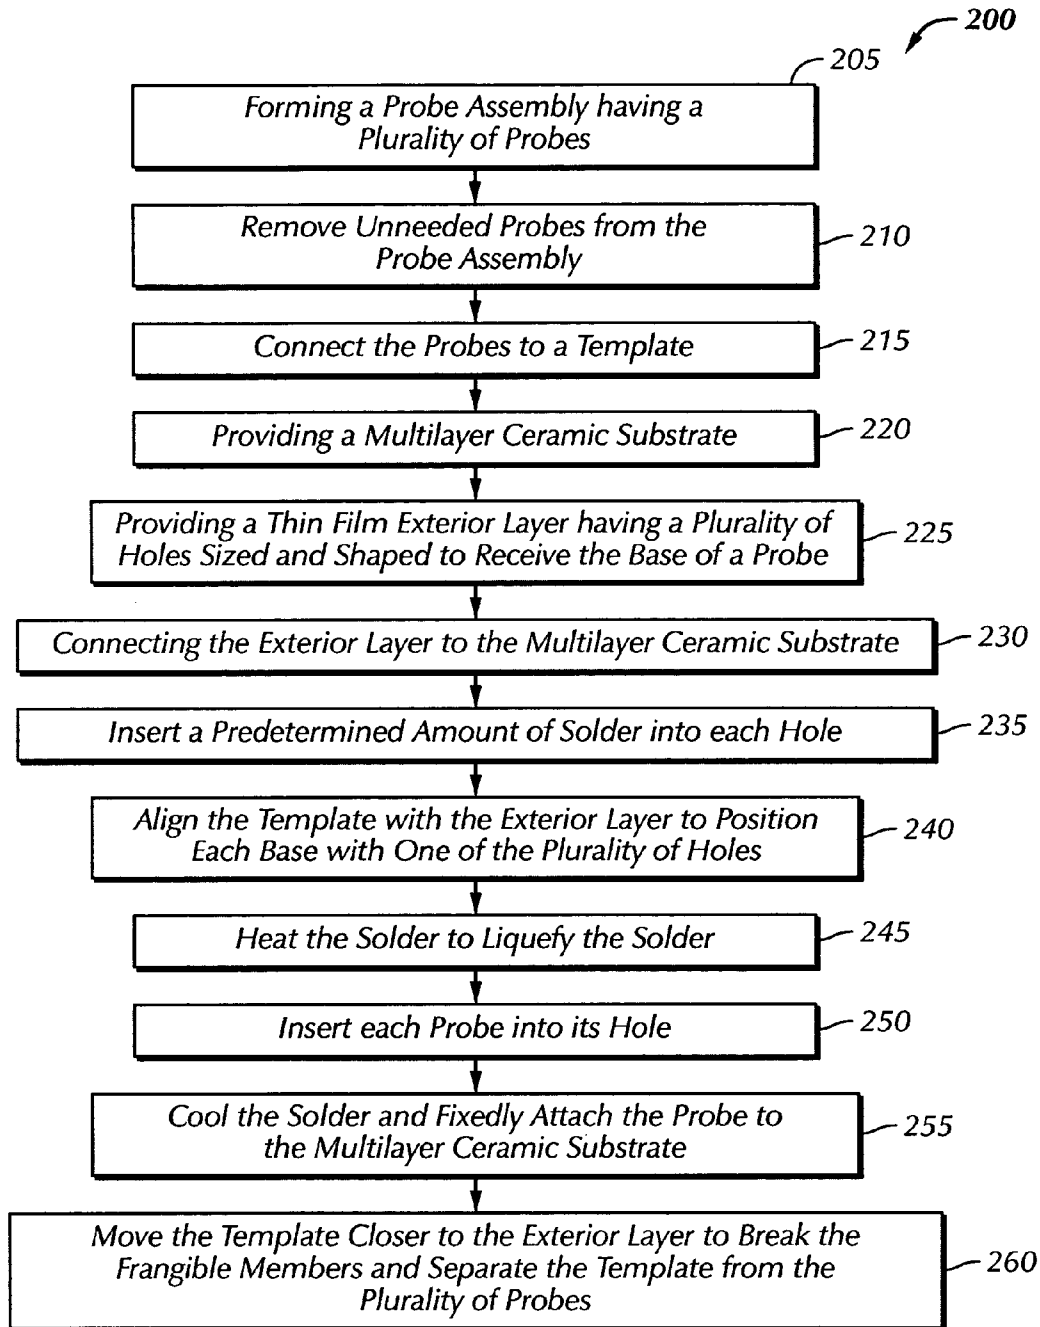 200
205
Forming a Probe Assembly having a
Plurality of Probes
Remove Unneeded Probes from the
Probe Assembly
210
Connect the Probes to a Template
215
Providing a Multilayer Ceramic Substrate
220
Providing a Thin Film Exterior Layer having a Plurality of
Holes Sized and Shaped to Receive the Base of a Probe
225
Connecting the Exterior Layer to the Multilayer Ceramic Substrate
230
Insert a Predetermined Amount of Solder into each Hole
235
Align the Template with the Exterior Layer to Position
Each Base with One of the Plurality of Holes
240
Heat the Solder to Liquefy the Solder
245
Insert each Probe into its Hole
250
Cool the Solder and Fixedly Attach the Probe to
the Multilayer Ceramic Substrate
255
Move the Template Closer to the Exterior Layer to Break the
Frangible Members and Separate the Template from the
Plurality of Probes
260